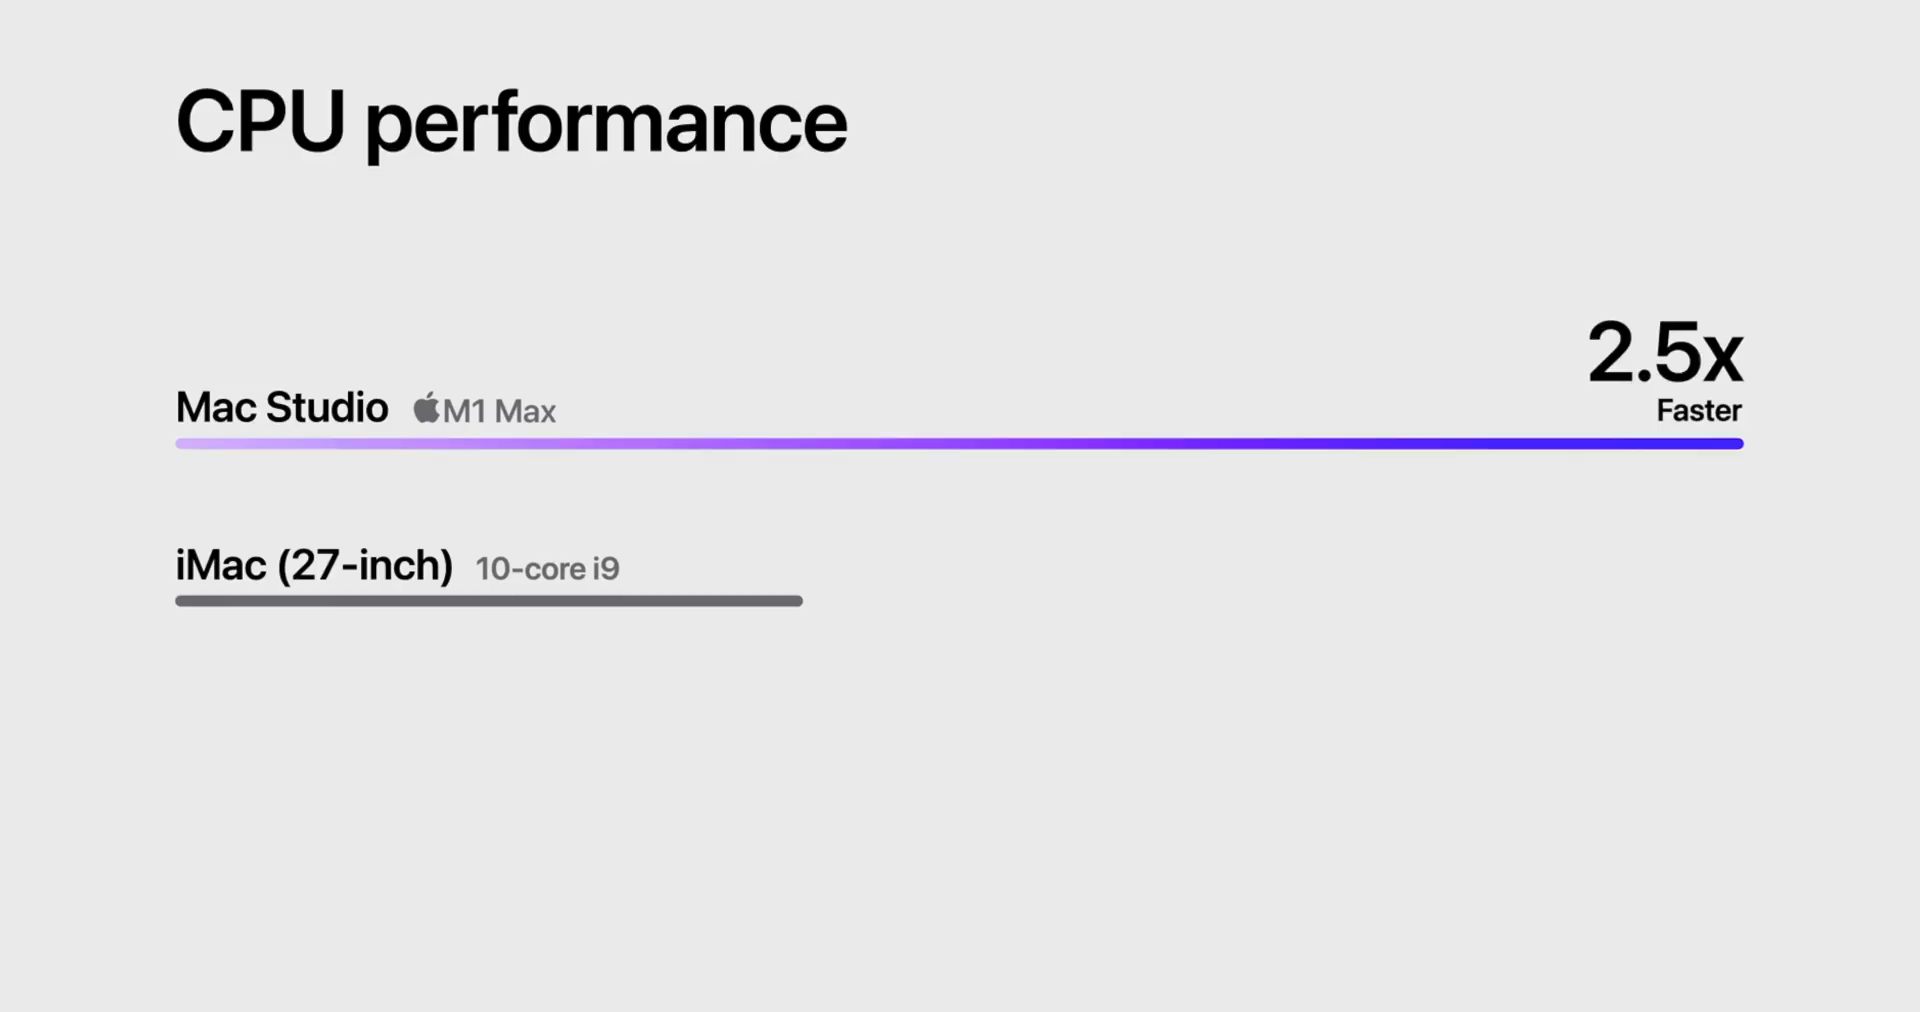 CPU performance
2.5x
Faster
Mac Studio M1 Max
iMac (27-inch) 10-core i9